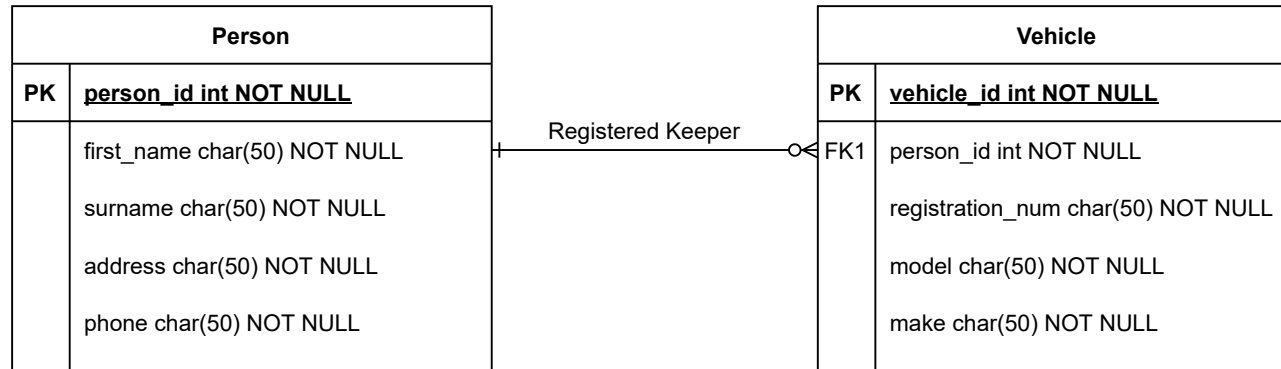 Person
PK person_id int NOT NULL
first_name char(50) NOT NULL
surname char(50) NOT NULL
address char(50) NOT NULL
phone char(50) NOT NULL
Registered Keeper
Vehicle
PK vehicle_id int NOT NULL
FK1 person_id int NOT NULL
registration_num char(50) NOT NULL
model char(50) NOT NULL
make char(50) NOT NULL